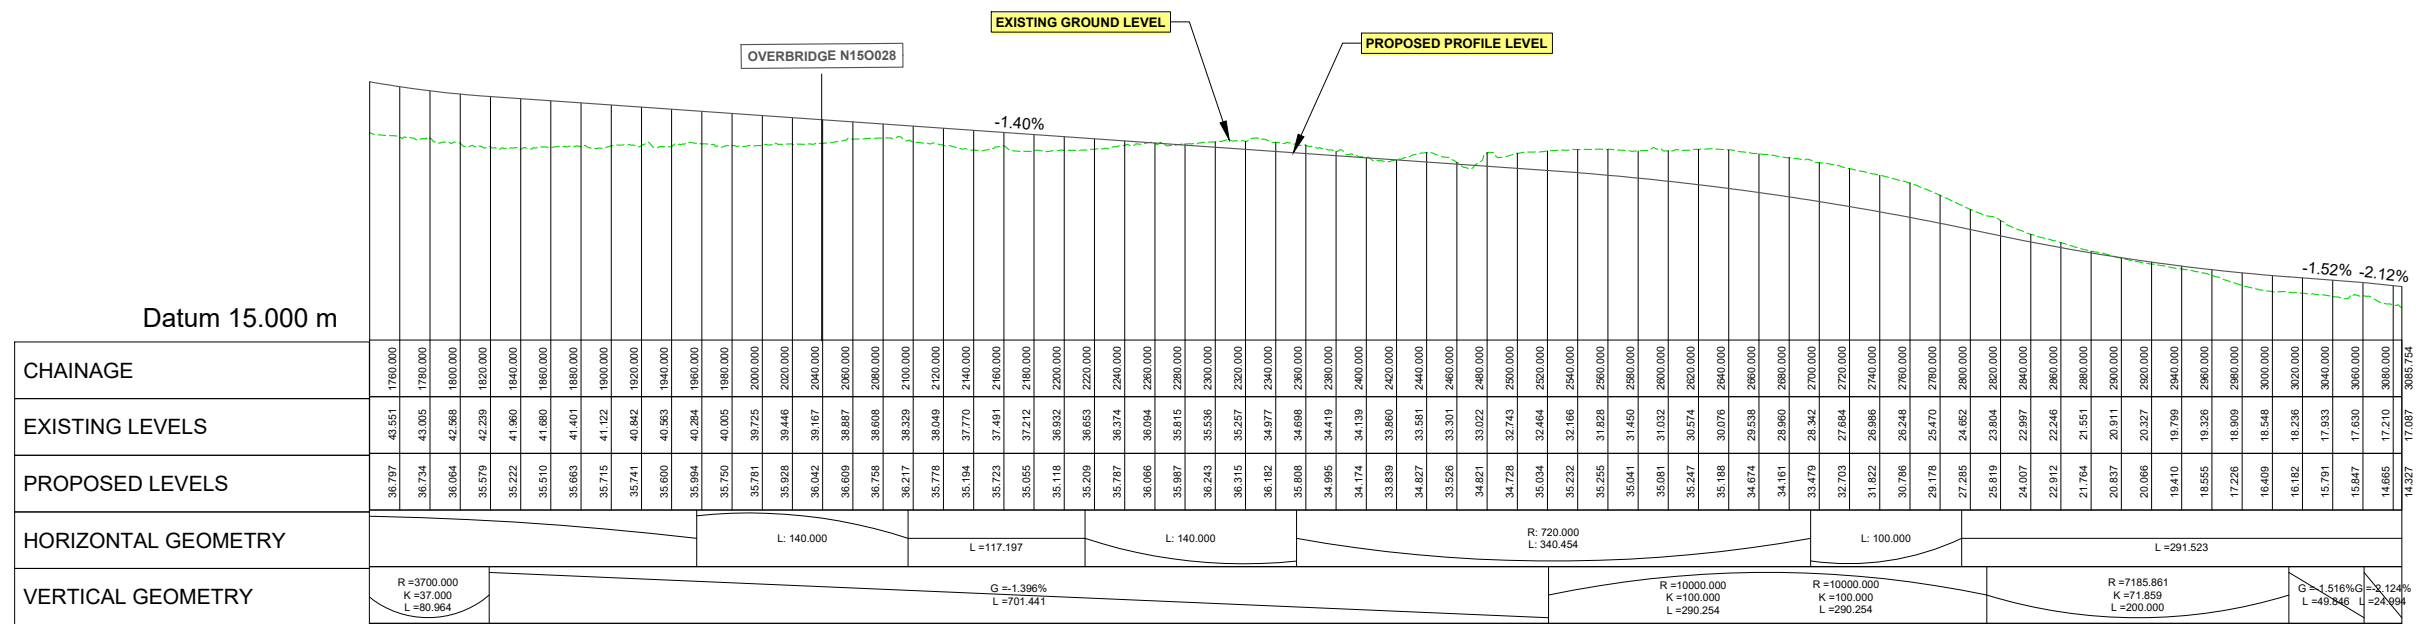 EXISTING GROUND LEVEL
PROPOSED PROFILE LEVEL
OVERBRIDGE N15O028
-1.40%
-1.52% -2.12%
Datum 15.000 m
CHAINAGE 1760.000 1780.000 1800.000 1820.000 1840.000 1860.000 1880.000 1900.000 1920.000 1940.000 1960.000 1980.000 2000.000 2020.000 2040.000 2060.000 2080.000 2100.000 2120.000 2140.000 2160.000 2180.000 2200.000 2220.000 2240.000 2260.000 2280.000 2300.000 2320.000 2340.000 2360.000 2380.000 2400.000 2420.000 2440.000 2460.000 2480.000 2500.000 2520.000 2540.000 2560.000 2580.000 2600.000 2620.000 2640.000 2660.000 2680.000 2700.000 2720.000 2740.000 2760.000 2780.000 2800.000 2820.000 2840.000 2860.000 2880.000 2900.000 2920.000 2940.000 2960.000 2980.000 3000.000 3020.000 3040.000 3060.000 3080.000 3085.754
EXISTING LEVELS 43.551 43.005 42.568 42.239 41.960 41.680 41.401 41.122 40.842 40.563 40.284 40.005 39.725 39.446 39.167 38.887 38.608 38.329 38.049 37.770 37.491 37.212 36.932 36.653 36.374 36.094 35.815 35.536 35.257 34.977 34.698 34.419 34.139 33.860 33.581 33.301 33.022 32.743 32.464 32.166 31.828 31.450 31.032 30.574 30.076 29.538 28.960 28.342 27.684 26.986 26.248 25.470 24.652 23.804 22.997 22.246 21.551 20.911 20.327 19.799 19.326 18.909 18.548 18.236 17.933 17.630 17.210 17.087
PROPOSED LEVELS 36.797 36.734 36.064 35.579 35.222 35.510 35.663 35.715 35.741 35.600 35.994 35.750 35.781 35.928 36.042 36.609 36.758 36.217 35.778 35.194 35.723 35.055 35.118 35.209 35.787 36.066 35.987 36.243 36.315 36.182 35.808 34.995 34.174 33.839 34.827 33.526 34.821 34.728 35.034 35.232 35.255 35.041 35.081 35.247 35.188 34.674 34.161 33.479 32.703 31.822 30.786 29.178 27.285 25.819 24.007 22.912 21.764 20.837 20.066 19.410 18.555 17.226 16.409 16.182 15.791 15.847 14.665 14.327
HORIZONTAL GEOMETRY
L: 140.000
L =117.197
L: 140.000
R: 720.000
L: 340.454
L: 100.000
L =291.523
VERTICAL GEOMETRY
R =3700.000
K =37.000
L =80.964
G =-1.396%
L =701.441
R =10000.000
K =100.000
L =290.254
R =10000.000
K =100.000
L =290.254
R =7185.861
K =71.859
L =200.000
G =-1.516%
L =49.846
G =-2.124%
L =24.994